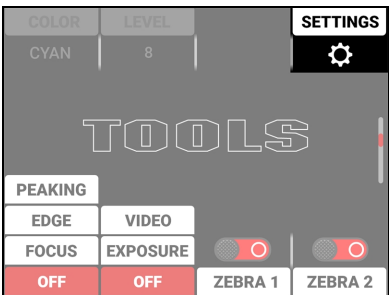 COLOR LEVEL SETTINGS
CYAN 8
TOOLS
PEAKING
EDGE VIDEO
FOCUS EXPOSURE
OFF OFF ZEBRA 1 ZEBRA 2